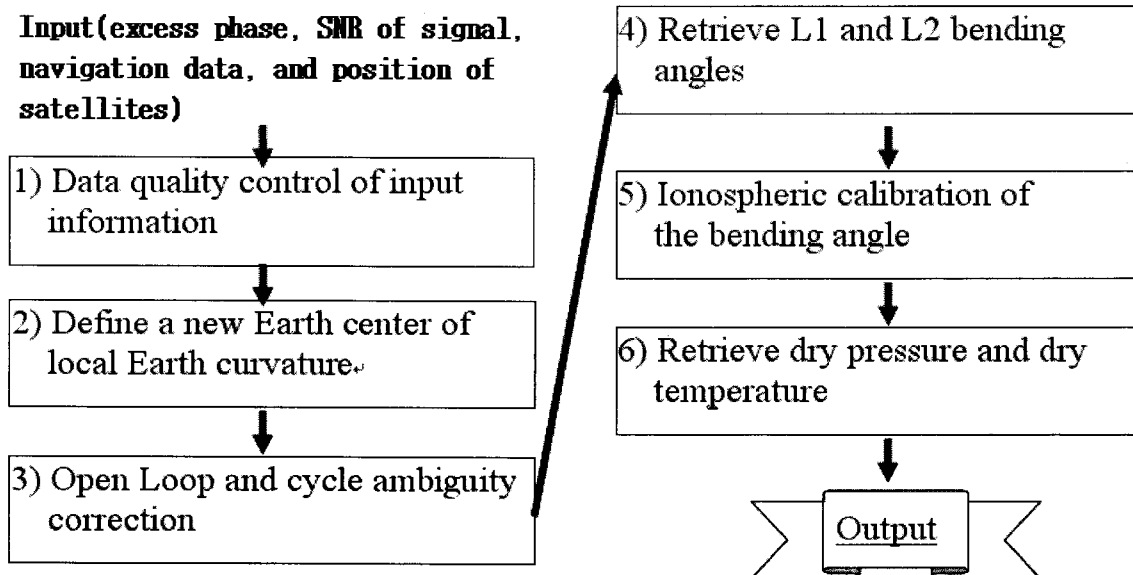 Input(excess phase, SNR of signal,
navigation data, and position of
satellites)
1) Data quality control of input
information
2) Define a new Earth center of
local Earth curvature↵
3) Open Loop and cycle ambiguity
correction
4) Retrieve L1 and L2 bending
angles
5) Ionospheric calibration of
the bending angle
6) Retrieve dry pressure and dry
temperature
Output